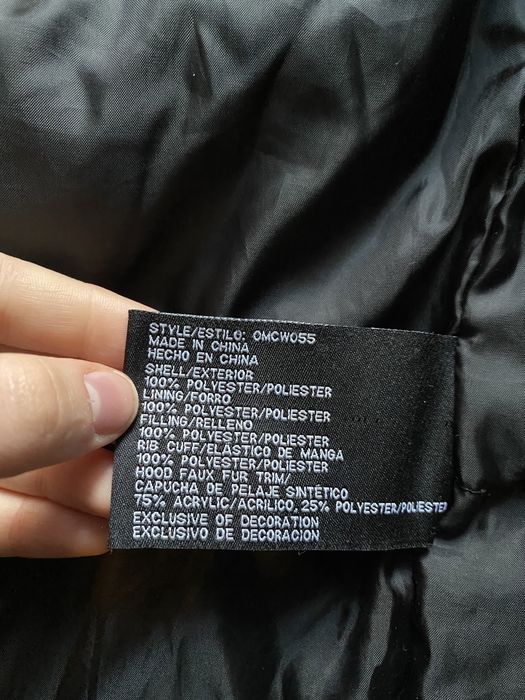 STYLE/ESTILO: OMCW055
MADE IN CHINA
HECHO EN CHINA
SHELL/EXTERIOR
100% POLYESTER/POLIESTER
LINING/FORRO
100% POLYESTER/POLIESTER
FILLING/RELLENO
100% POLYESTER/POLIESTER
RIB CUFF/ELÁSTICO DE MANGA
100% POLYESTER/POLIESTER
HOOD FAUX FUR TRIM/
CAPUCHA DE PELAJE SINTÉTICO
75% ACRYLIC/ACRILICO, 25% POLYESTER/POLIESTER
EXCLUSIVE OF DECORATION
EXCLUSIVO DE DECORACION